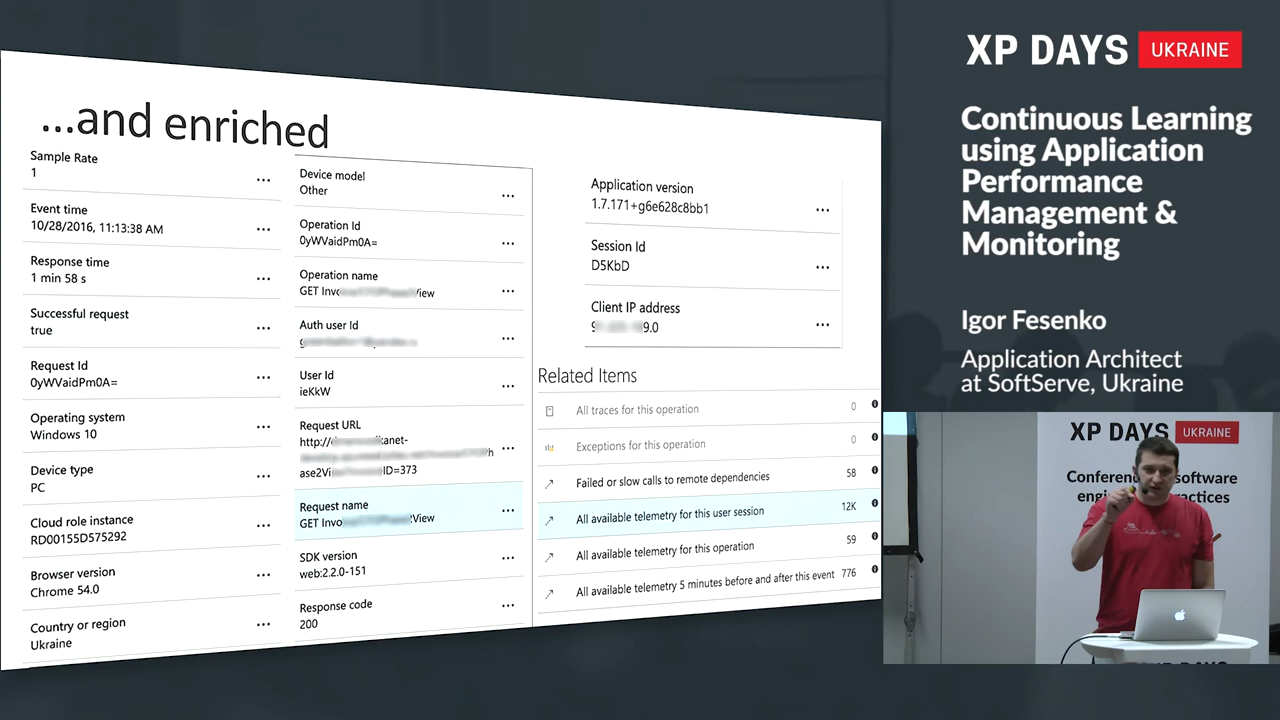 ...and enriched
Sample Rate
1
Event time
10/28/2016, 11:13:38 AM
Response time
1 min 58 s
Successful request
true
Request Id
0yWVaidPm0A=
Operating system
Windows 10
Device type
PC
Cloud role instance
RD00155D575292
Browser version
Chrome 54.0
Country or region
Ukraine
Device model
Other
Operation Id
0yWVaidPm0A=
Operation name
GET Invo View
Auth user Id
User Id
ieKkW
Request URL
http:// kanet-
ase2Vi ID=373
Request name
GET Invo View
SDK version
web:2.2.0-151
Response code
200
Application version
1.7.171+g6e628c8bb1
Session Id
D5KbD
Client IP address
9 9.0
Related Items
All traces for this operation 0
Exceptions for this operation 0
Failed or slow calls to remote dependencies 58
All available telemetry for this user session 12K
All available telemetry for this operation 59
All available telemetry 5 minutes before and after this event 776
XP DAYS UKRAINE
Continuous Learning
using Application
Performance
Management &
Monitoring
Igor Fesenko
Application Architect
at SoftServe, Ukraine
XP DAYS UKRAINE